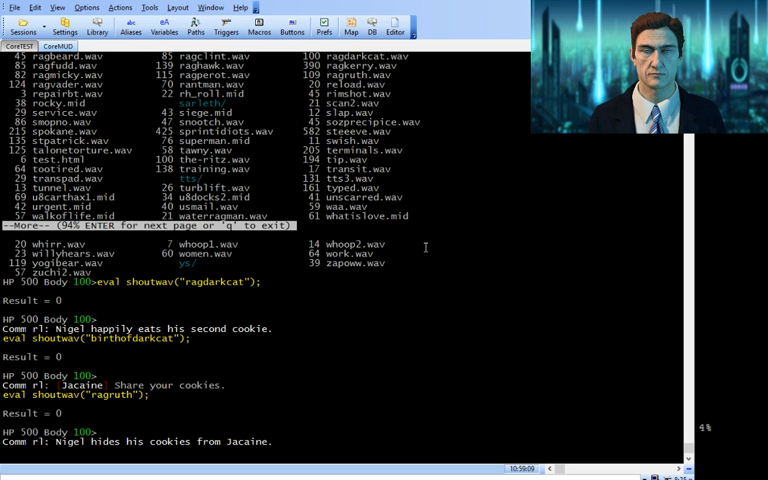 File Edit View Options Actions Tools Layout Window Help
Sessions Settings Library Aliases Variables Paths Triggers Macros Buttons Prefs Map DB Editor
CoreTEST CoreMUD
45 ragbeard.wav 85 ragclint.wav 100 ragdarkcat.wav
85 ragfudd.wav 139 raghawk.wav 390 ragkerry.wav
82 ragmicky.wav 115 ragperot.wav 109 ragruth.wav
124 ragvader.wav 70 rantman.wav 20 reload.wav
3 repairbt.wav 22 rh_roll.mid 45 rimshot.wav
38 rocky.mid sarleth/ 21 scan2.wav
29 service.wav 43 siege.mid 12 slap.wav
86 smopno.wav 47 snootch.wav 45 sozprecipice.wav
215 spokane.wav 425 sprintidiots.wav 582 steeeve.wav
135 stpatrick.wav 76 superman.mid 11 swish.wav
125 talonetorture.wav 58 tawny.wav 205 terminals.wav
6 test.html 100 the-ritz.wav 194 tip.wav
64 tootired.wav 138 training.wav 17 transit.wav
29 transpad.wav tts/ 131 tts3.wav
13 tunnel.wav 26 turblift.wav 161 typed.wav
69 u8carthax1.mid 34 u8docks2.mid 41 unscarred.wav
42 urgent.mid 40 usmail.wav 59 waa.wav
57 walkoflife.mid 21 waterragman.wav 61 whatislove.mid
--More-- (94% ENTER for next page or 'q' to exit)
20 whirr.wav 7 whoop1.wav 14 whoop2.wav
23 willyhears.wav 60 women.wav 64 work.wav
119 yogibear.wav ys/ 39 zapoww.wav
57 zuchi2.wav
HP 500 Body 100>eval shoutwav("ragdarkcat");
Result = 0
HP 500 Body 100>
Comm rl: Nigel happily eats his second cookie.
eval shoutwav("birthofdarkcat");
Result = 0
HP 500 Body 100>
Comm rl: [Jacaine] Share your cookies.
eval shoutwav("ragruth");
Result = 0
HP 500 Body 100>
Comm rl: Nigel hides his cookies from Jacaine.
4%
10:59:09